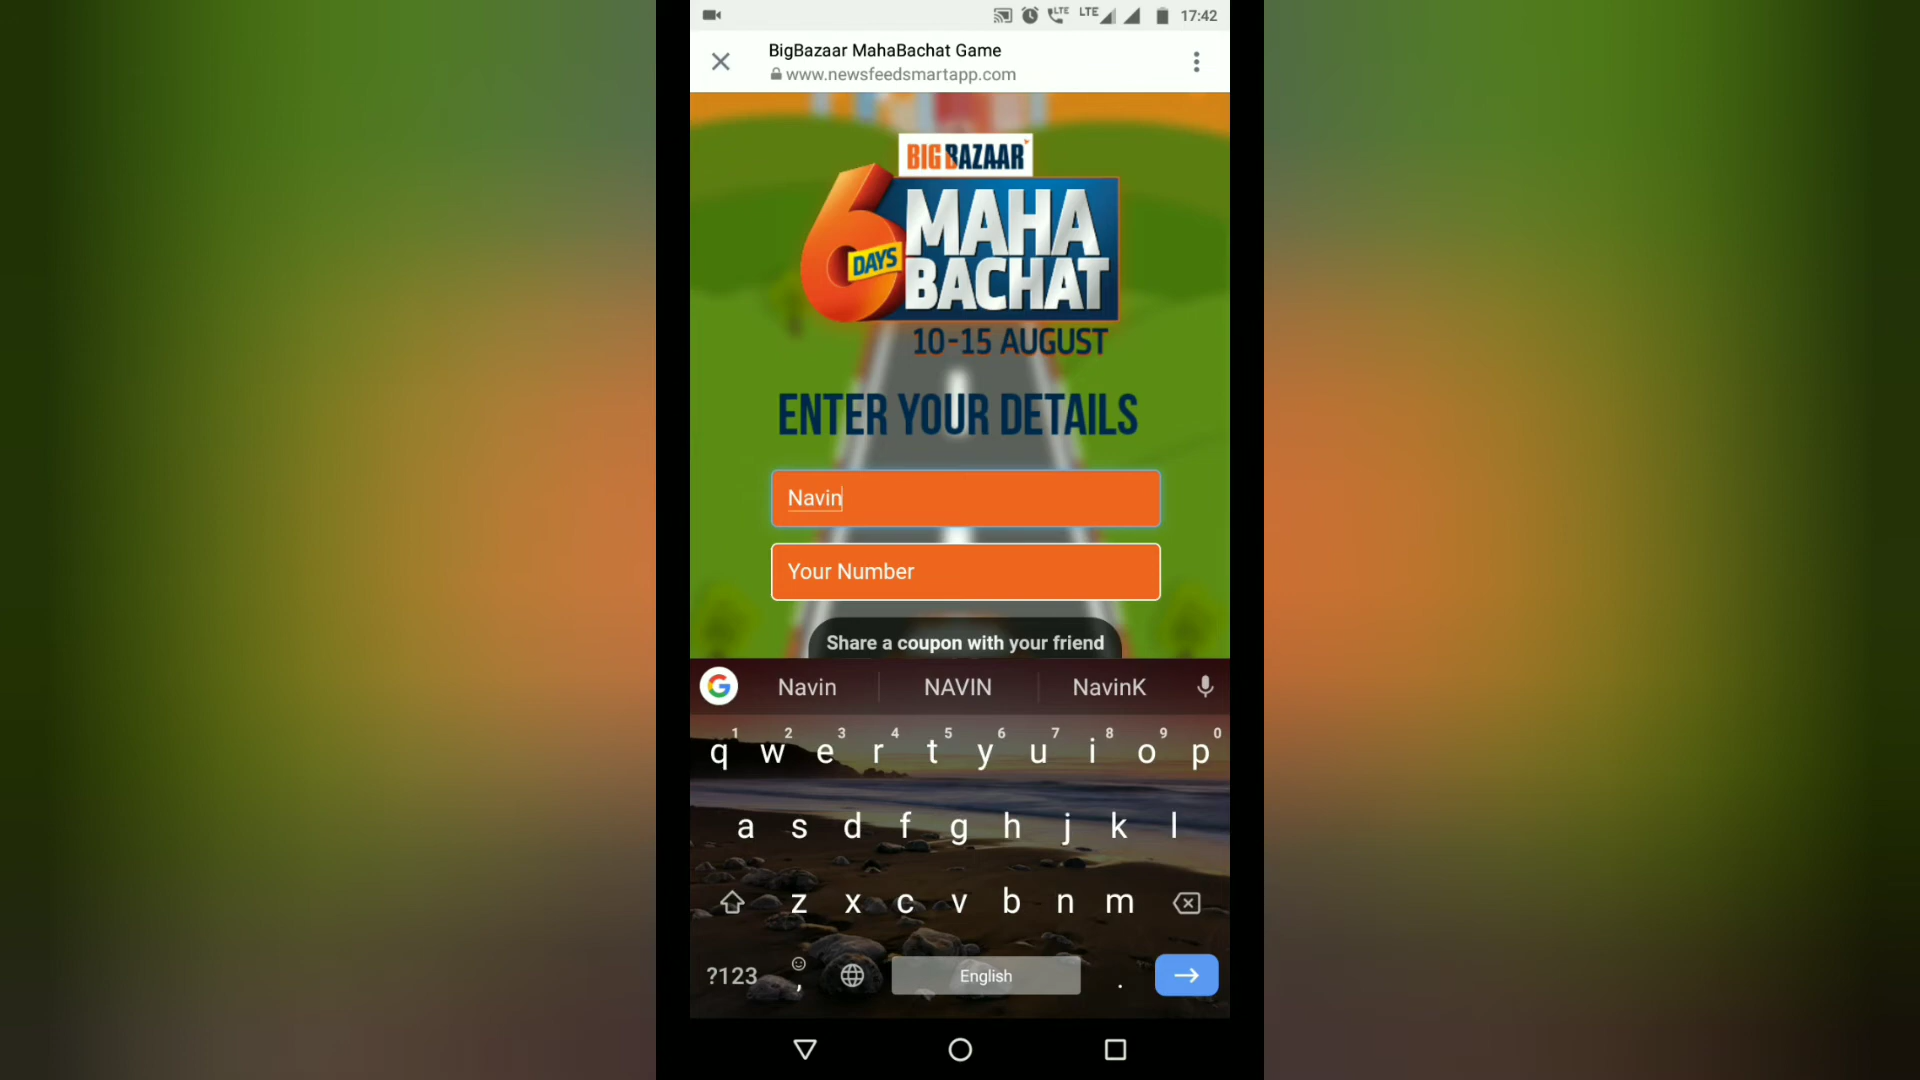 LTE LTE 17:42
BigBazaar MahaBachat Game
www.newsfeedsmartapp.com
BIG BAZAAR
6 DAYS
MAHA
BACHAT
10-15 AUGUST
ENTER YOUR DETAILS
Navin
Your Number
Share a coupon with your friend
G Navin NAVIN NavinK
1 2 3 4 5 6 7 8 9 0
q w e r t y u i o p
a s d f g h j k l
z x c v b n m
?123 , English .